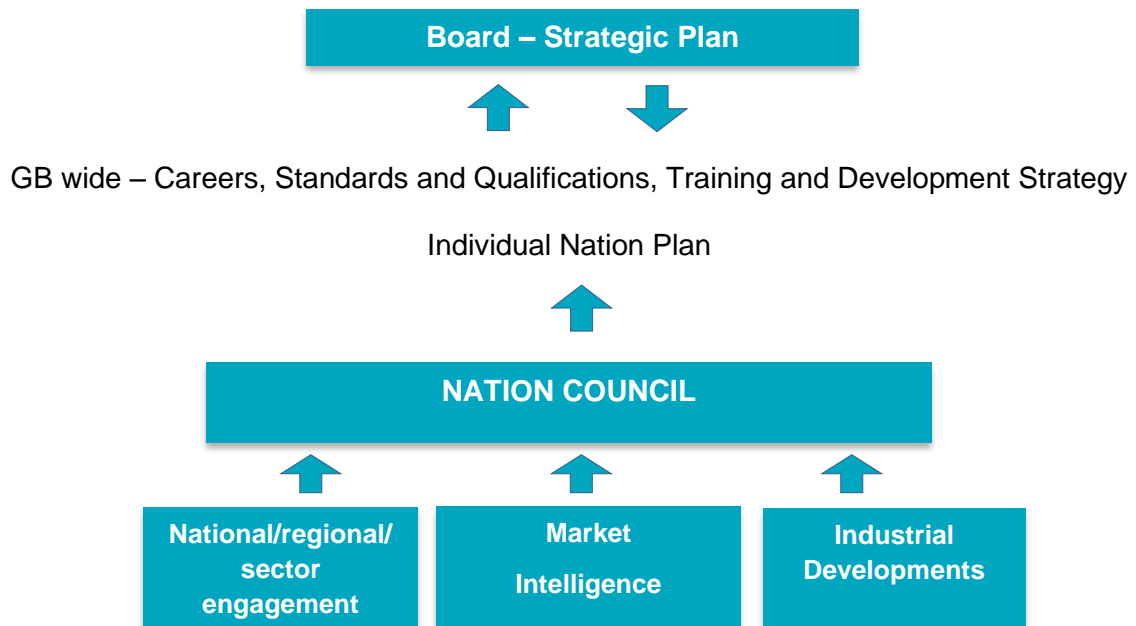 Board – Strategic Plan
GB wide – Careers, Standards and Qualifications, Training and Development Strategy
Individual Nation Plan
NATION COUNCIL
National/regional/
sector
engagement
Market
Intelligence
Industrial
Developments